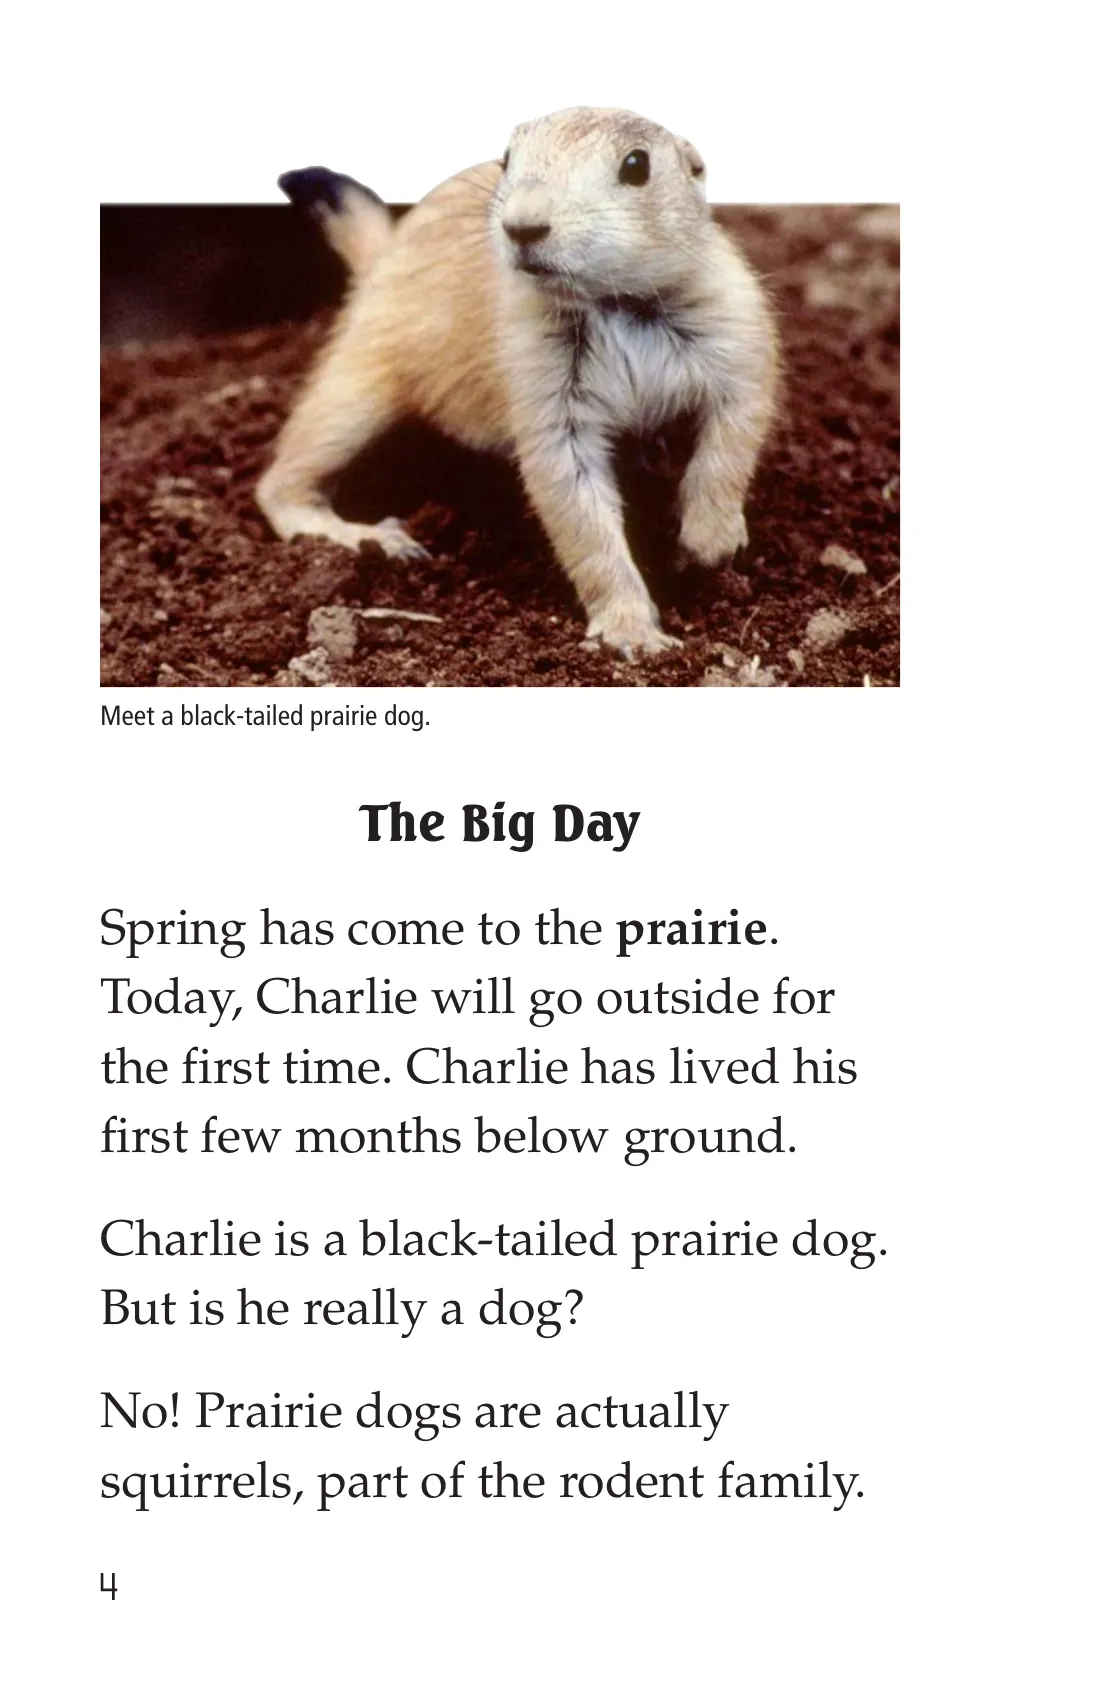 Meet a black-tailed prairie dog.
The Big Day
Spring has come to the prairie.
Today, Charlie will go outside for
the first time. Charlie has lived his
first few months below ground.
Charlie is a black-tailed prairie dog.
But is he really a dog?
No! Prairie dogs are actually
squirrels, part of the rodent family.
4